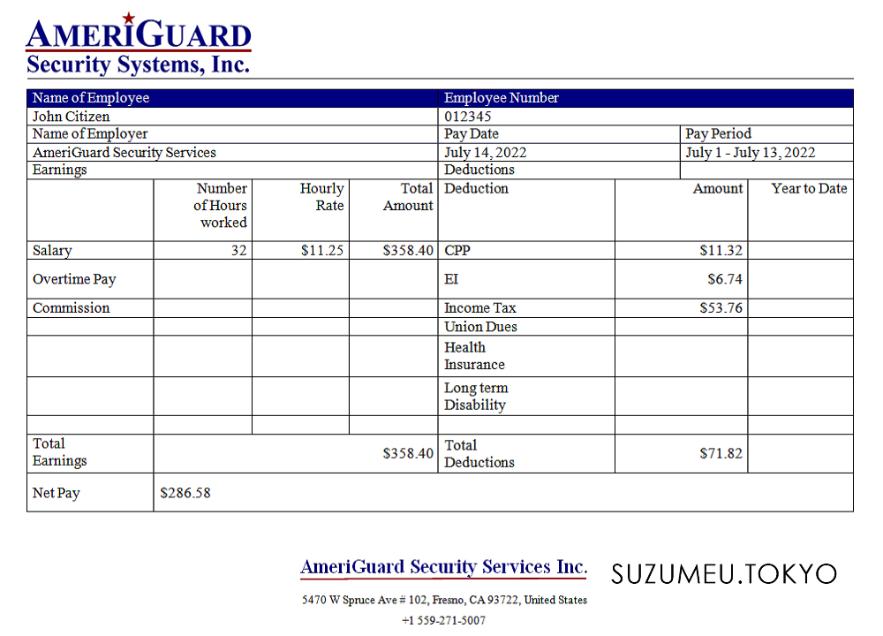 AMERIGUARD
Security Systems, Inc.
Name of Employee Employee Number
John Citizen 012345
Name of Employer Pay Date Pay Period
AmeriGuard Security Services July 14, 2022 July 1 - July 13, 2022
Earnings Deductions
Number of Hours worked Hourly Rate Total Amount Deduction Amount Year to Date
Salary 32 $11.25 $358.40 CPP $11.32
Overtime Pay EI $6.74
Commission Income Tax $53.76
Union Dues
Health Insurance
Long term Disability
Total Earnings $358.40 Total Deductions $71.82
Net Pay $286.58
AmeriGuard Security Services Inc.
SUZUMEU.TOKYO
5470 W Spruce Ave # 102, Fresno, CA 93722, United States
+1 559-271-5007